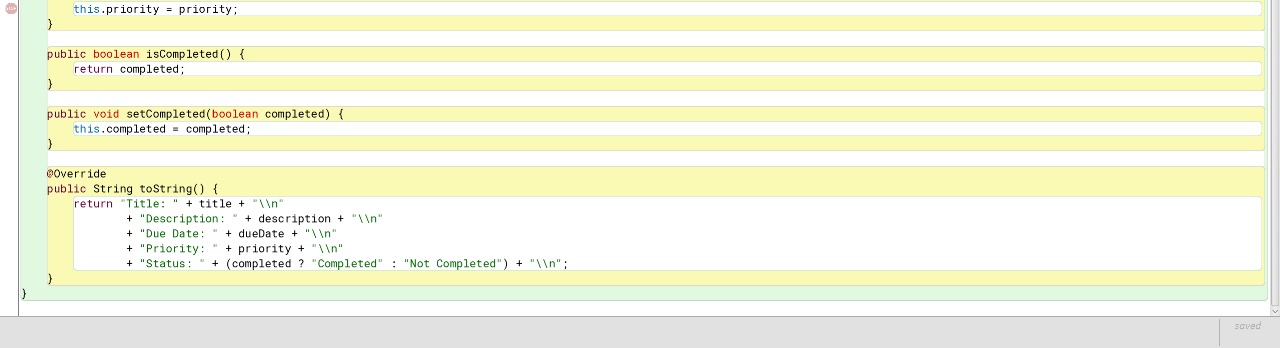 this.priority = priority;
}
public boolean isCompleted() {
return completed;
}
public void setCompleted(boolean completed) {
this.completed = completed;
}
@Override
public String toString() {
return "Title: " + title + "\\n"
+ "Description: " + description + "\\n"
+ "Due Date: " + dueDate + "\\n"
+ "Priority: " + priority + "\\n"
+ "Status: " + (completed ? "Completed" : "Not Completed") + "\\n";
}
}
saved